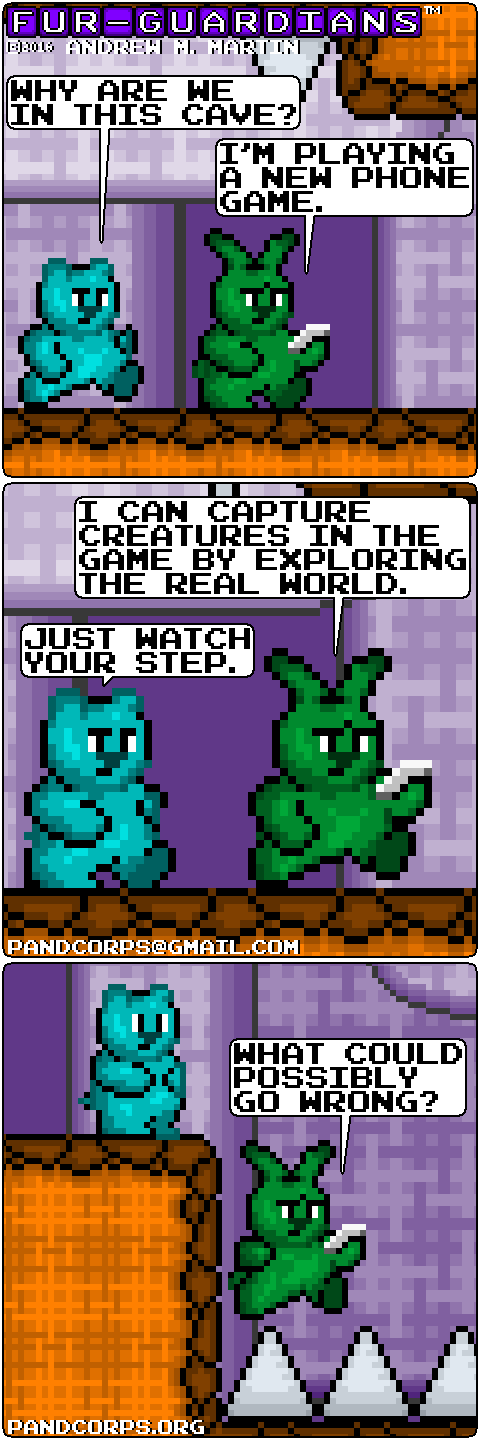 FUR-GUARDIANS™
©2016 ANDREW M. MARTIN
WHY ARE WE
IN THIS CAVE?
I'M PLAYING
A NEW PHONE
GAME.
I CAN CAPTURE
CREATURES IN THE
GAME BY EXPLORING
THE REAL WORLD.
JUST WATCH
YOUR STEP.
PANDCORPS@GMAIL.COM
WHAT COULD
POSSIBLY
GO WRONG?
PANDCORPS.ORG